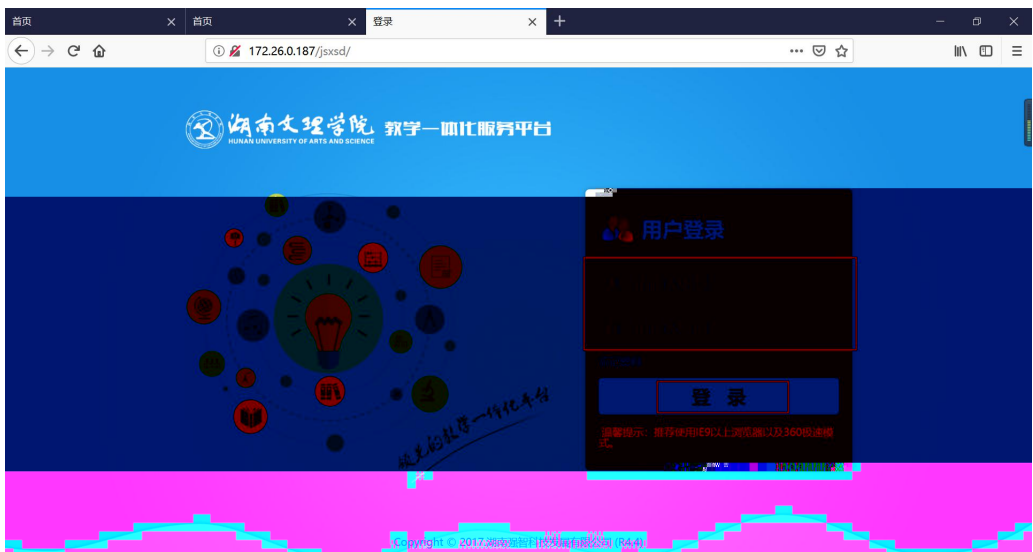 首页
首页
登录
172.26.0.187/jsxsd/
湖南文理学院 教学一体化服务平台
HUNAN UNIVERSITY OF ARTS AND SCIENCE
用户登录
登 录
温馨提示：推荐使用IE9以上浏览器以及360极速模
式。
Copyright © 2017 湖南强智科技发展有限公司 (R4.4)